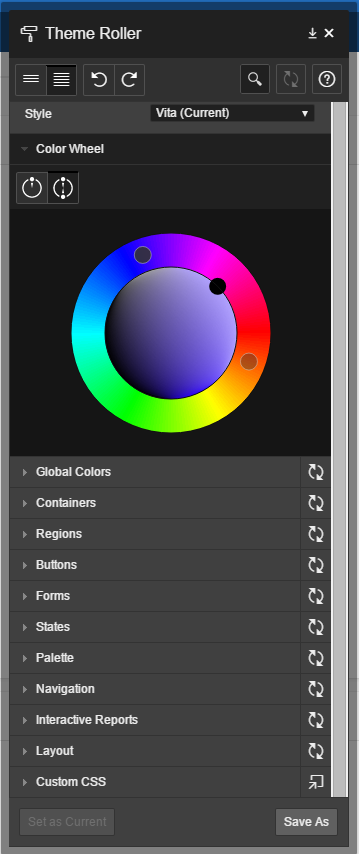 Theme Roller
Style
Vita (Current)
Color Wheel
Global Colors
Containers
Regions
Buttons
Forms
States
Palette
Navigation
Interactive Reports
Layout
Custom CSS
Set as Current
Save As